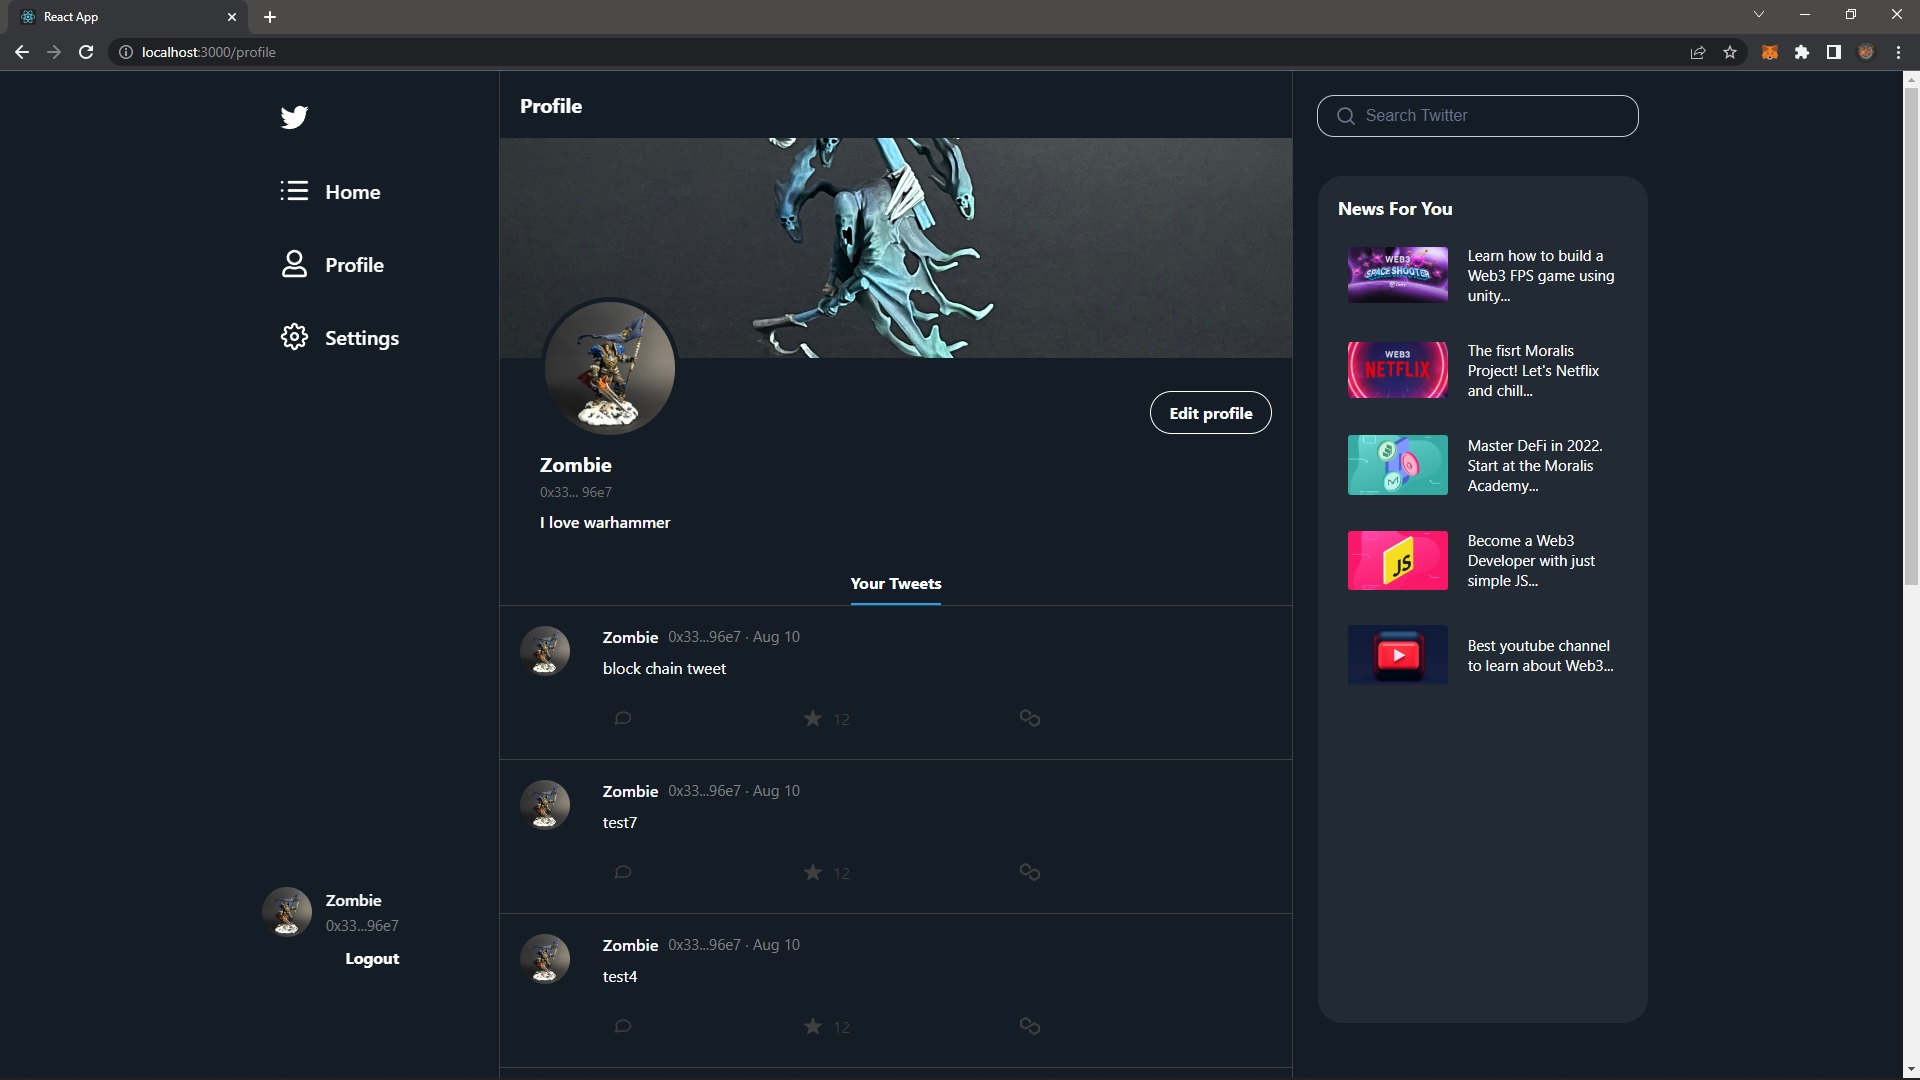 React App
localhost:3000/profile
Home
Profile
Settings
Zombie
0x33...96e7
Logout
Profile
Edit profile
Zombie
0x33... 96e7
I love warhammer
Your Tweets
Zombie 0x33...96e7 · Aug 10
block chain tweet
12
Zombie 0x33...96e7 · Aug 10
test7
12
Zombie 0x33...96e7 · Aug 10
test4
12
Search Twitter
News For You
WEB3
SPACE SHOOTER
Learn how to build a
Web3 FPS game using
unity...
WEB3
NETFLIX
The fisrt Moralis
Project! Let's Netflix
and chill...
Master DeFi in 2022.
Start at the Moralis
Academy...
JS
Become a Web3
Developer with just
simple JS...
Best youtube channel
to learn about Web3...